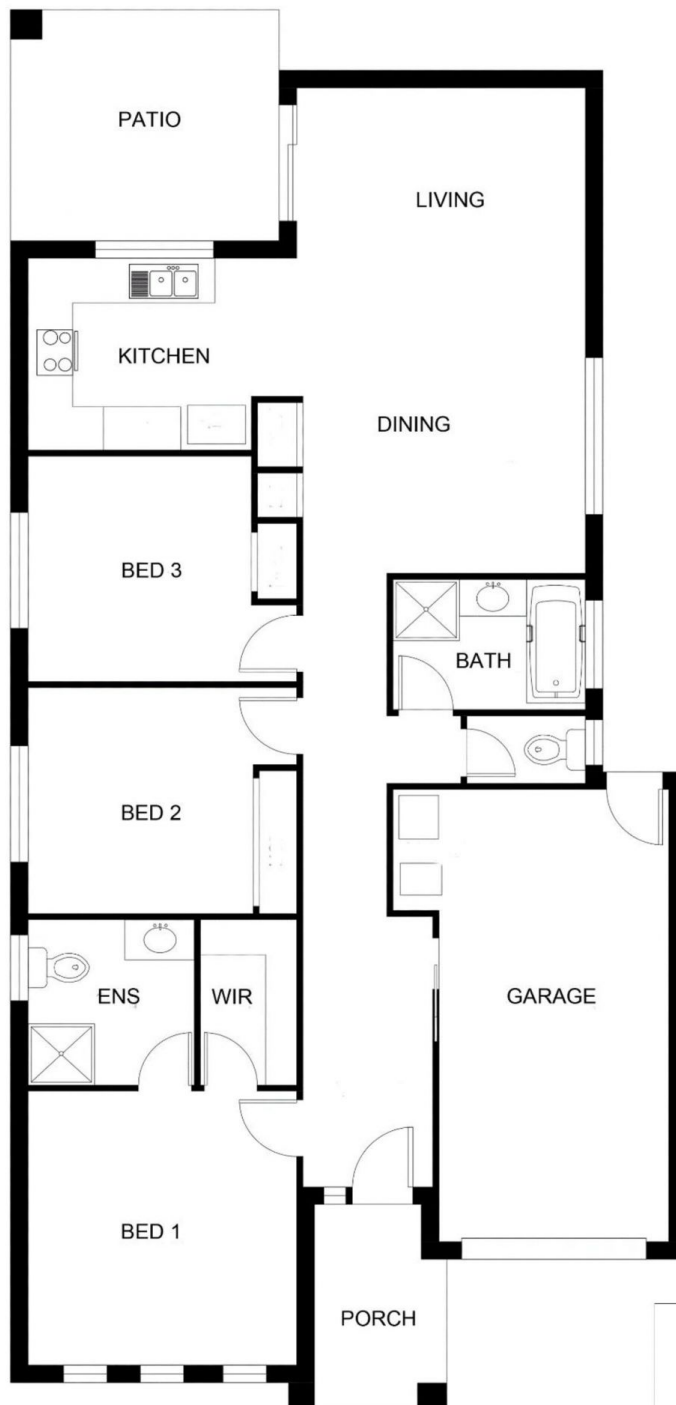 PATIO
LIVING
KITCHEN
DINING
BED 3
BATH
BED 2
ENS
WIR
GARAGE
BED 1
PORCH